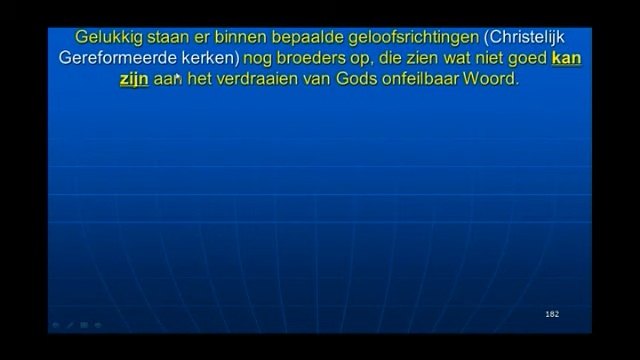 Gelukkig staan er binnen bepaalde geloofsrichtingen (Christelijk
Gereformeerde kerken) nog broeders op, die zien wat niet goed kan
zijn aan het verdraaien van Gods onfeilbaar Woord.
182